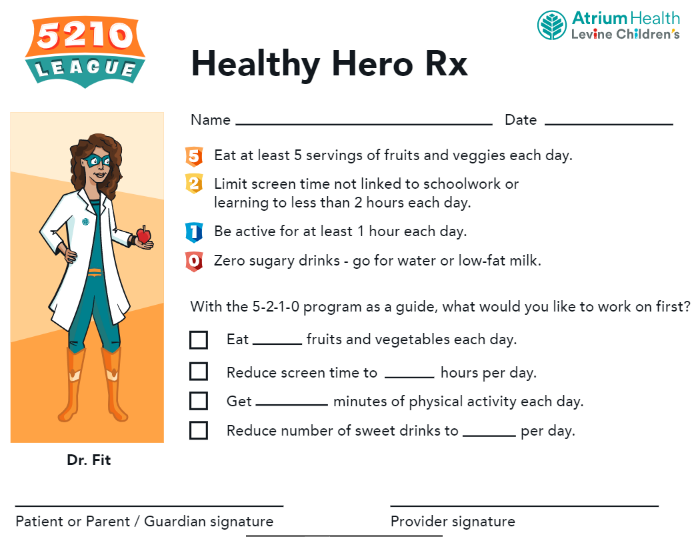 5210
LEAGUE
Atrium Health
Levine Children's
Healthy Hero Rx
Name ____ Date ____
5 Eat at least 5 servings of fruits and veggies each day.
2 Limit screen time not linked to schoolwork or
learning to less than 2 hours each day.
1 Be active for at least 1 hour each day.
0 Zero sugary drinks - go for water or low-fat milk.
With the 5-2-1-0 program as a guide, what would you like to work on first?
Eat ____ fruits and vegetables each day.
Reduce screen time to ____ hours per day.
Get ____ minutes of physical activity each day.
Reduce number of sweet drinks to ____ per day.
Dr. Fit
Patient or Parent / Guardian signature
Provider signature